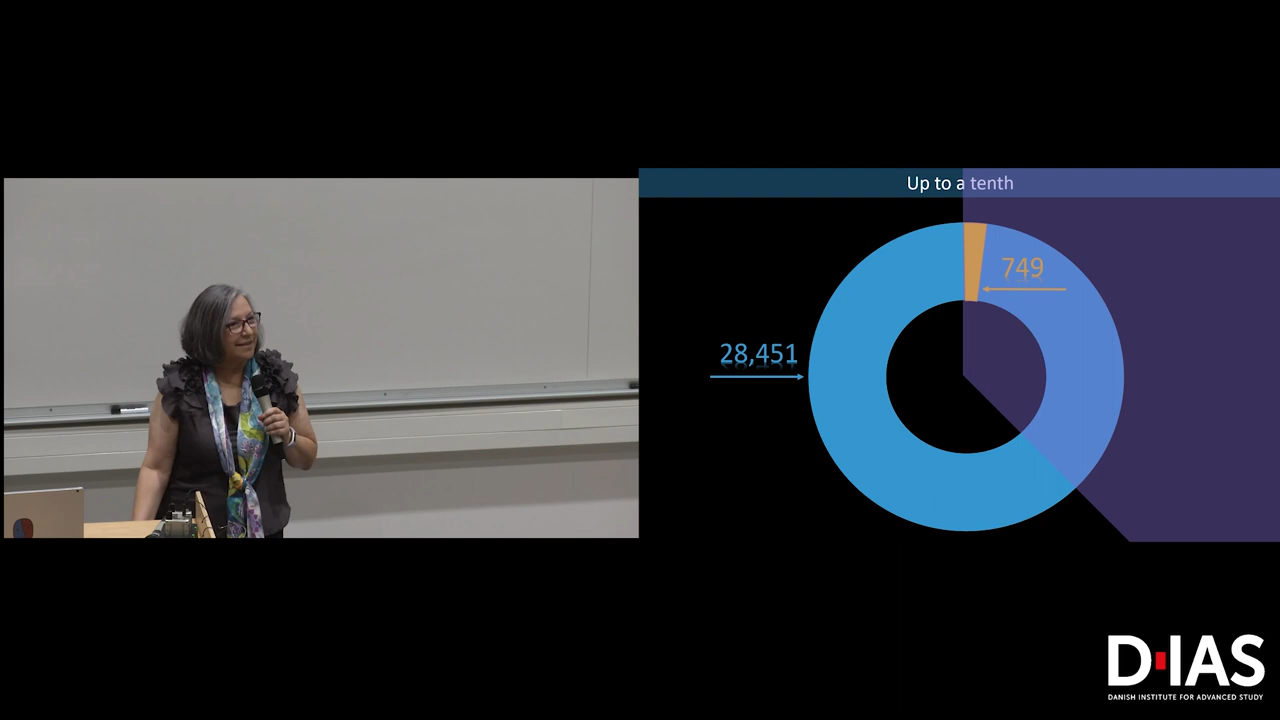 Up to a tenth
749
28,451
D·IAS
DANISH INSTITUTE FOR ADVANCED STUDY